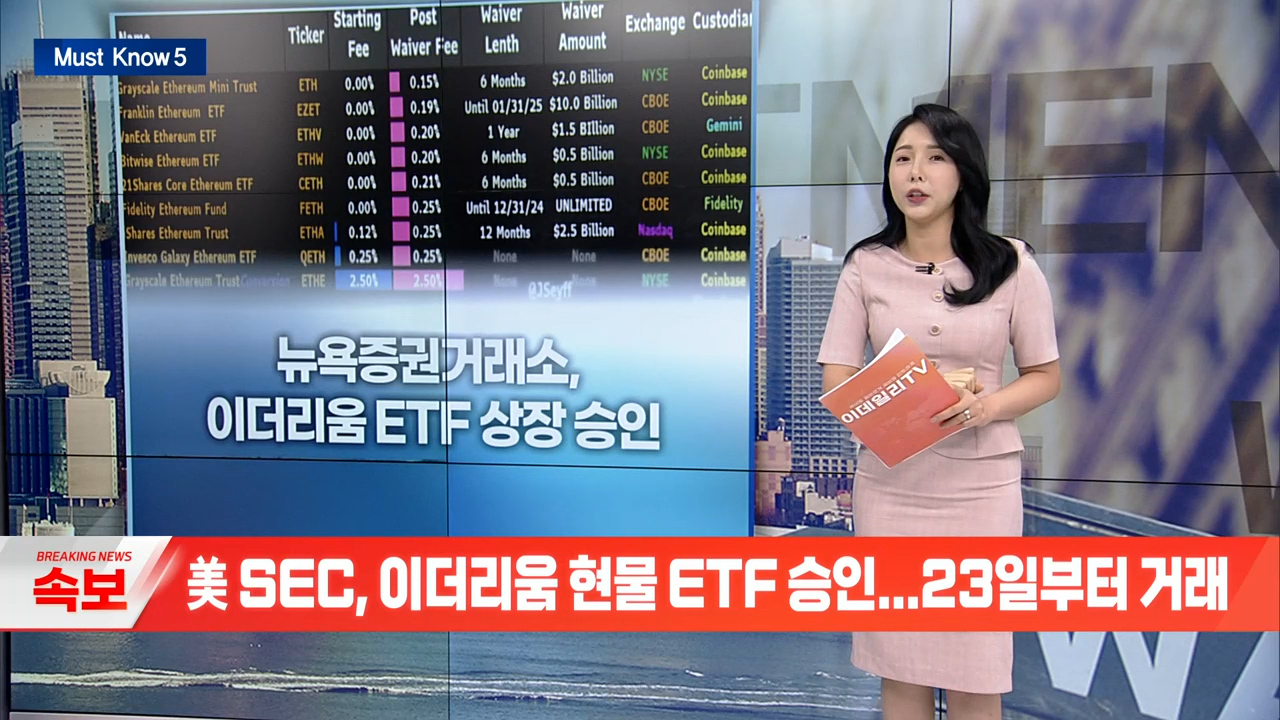 Must Know 5
Name Ticker Starting Fee Post Waiver Fee Waiver Lenth Waiver Amount Exchange Custodian
Grayscale Ethereum Mini Trust ETH 0.00% 0.15% 6 Months $2.0 Billion NYSE Coinbase
Franklin Ethereum ETF EZET 0.00% 0.19% Until 01/31/25 $10.0 Billion CBOE Coinbase
VanEck Ethereum ETF ETHV 0.00% 0.20% 1 Year $1.5 BIllion CBOE Gemini
Bitwise Ethereum ETF ETHW 0.00% 0.20% 6 Months $0.5 Billion NYSE Coinbase
21Shares Core Ethereum ETF CETH 0.00% 0.21% 6 Months $0.5 Billion CBOE Coinbase
Fidelity Ethereum Fund FETH 0.00% 0.25% Until 12/31/24 UNLIMITED CBOE Fidelity
iShares Ethereum Trust ETHA 0.12% 0.25% 12 Months $2.5 Billion Nasdaq Coinbase
Invesco Galaxy Ethereum ETF QETH 0.25% 0.25% None None CBOE Coinbase
Grayscale Ethereum Trust Conversion ETHE 2.50% 2.50% None None NYSE Coinbase
@JSeyff
뉴욕증권거래소,
이더리움 ETF 상장 승인
이데일리TV
BREAKING NEWS
속보
美 SEC, 이더리움 현물 ETF 승인...23일부터 거래